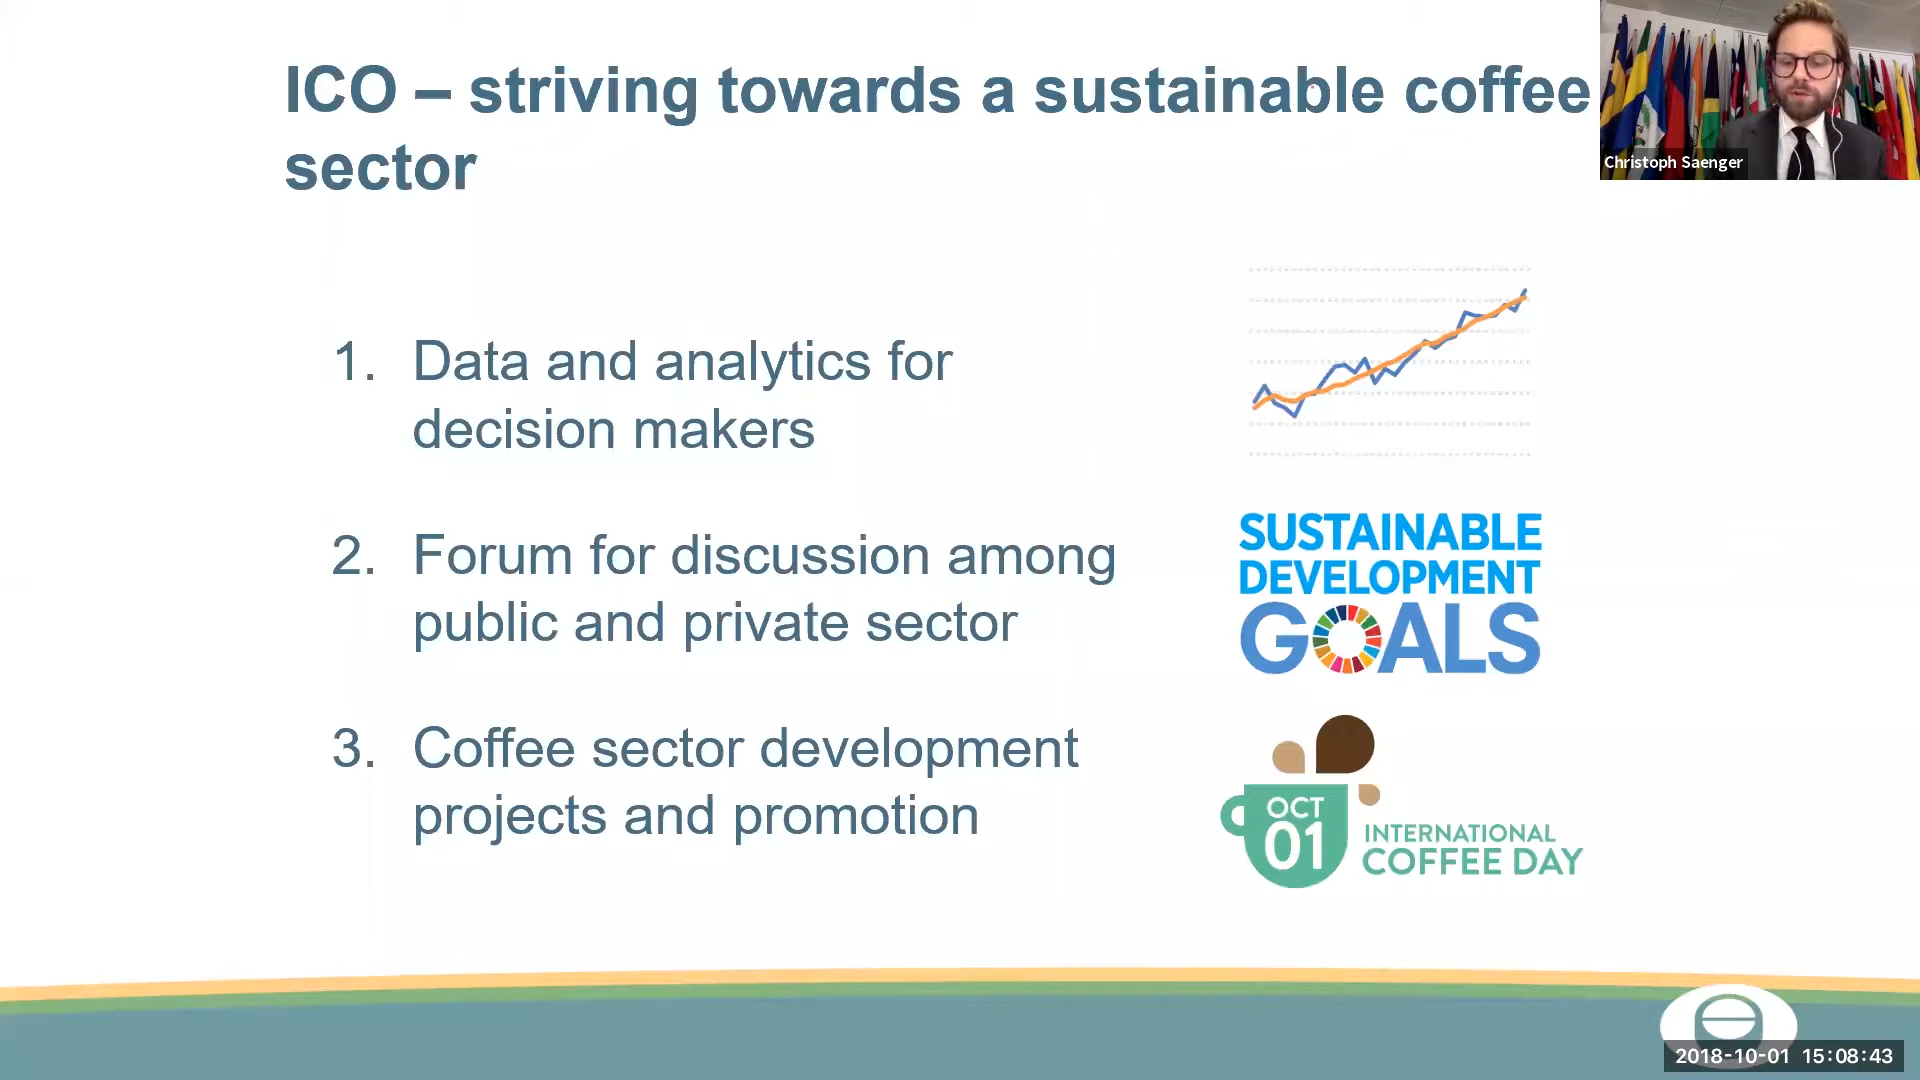 ICO – striving towards a sustainable coffee
sector
Christoph Saenger
1. Data and analytics for
decision makers
2. Forum for discussion among
public and private sector
3. Coffee sector development
projects and promotion
SUSTAINABLE
DEVELOPMENT
GOALS
OCT
01
INTERNATIONAL
COFFEE DAY
2018-10-01 15:08:43